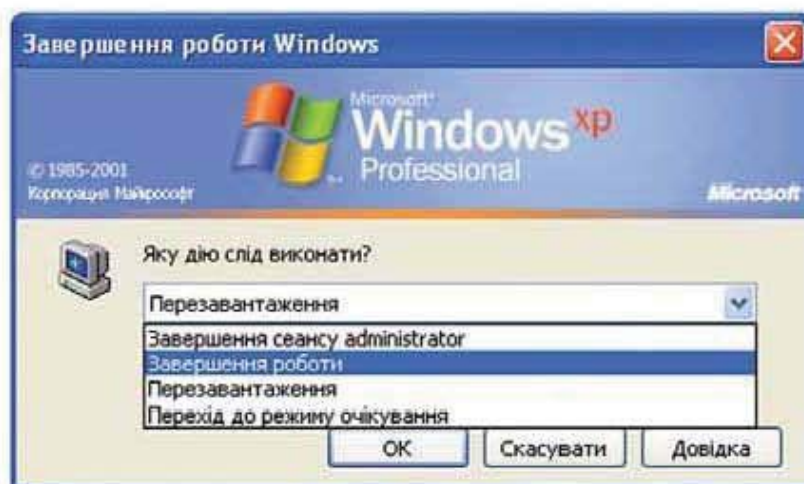 Завершення роботи Windows
Microsoft®
Windows xp
Professional
© 1985-2001
Корпорация Майкрософт
Microsoft
Яку дію слід виконати?
Перезавантаження
Завершення сеансу administrator
Завершення роботи
Перезавантаження
Перехід до режиму очікування
OK
Скасувати
Довідка